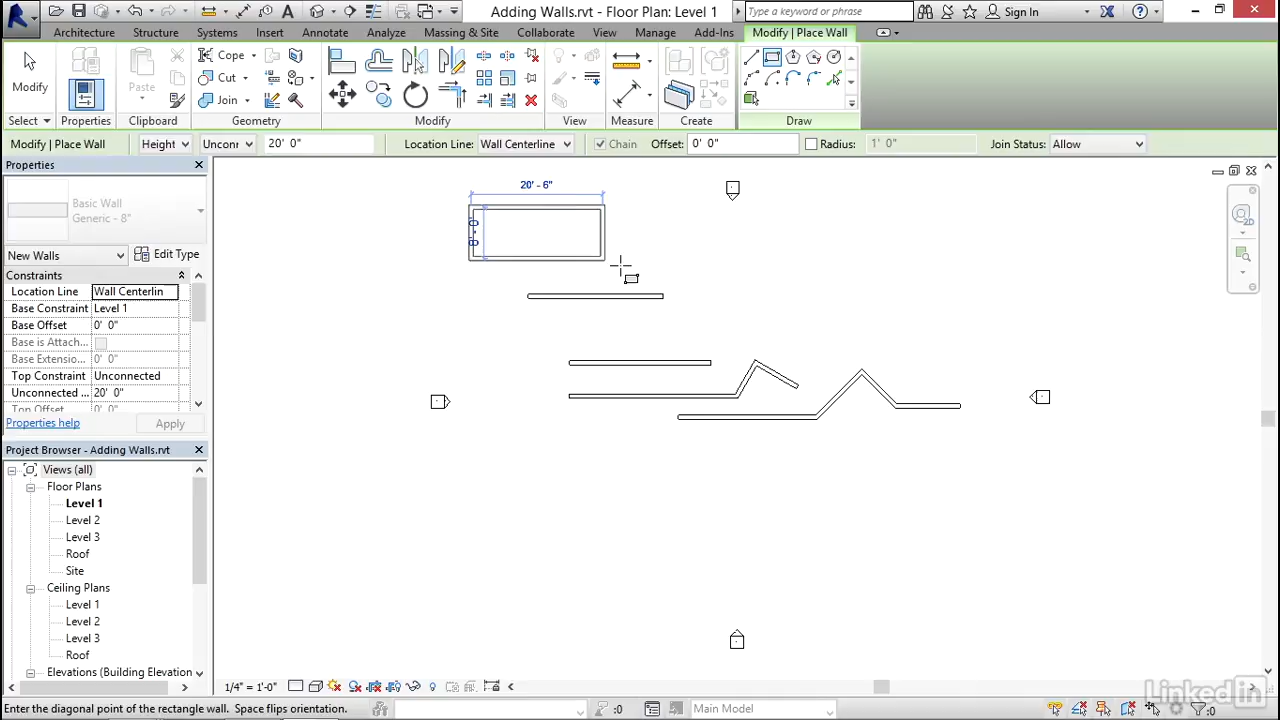 Adding Walls.rvt - Floor Plan: Level 1
Type a keyword or phrase
Sign In
Architecture
Structure
Systems
Insert
Annotate
Analyze
Massing & Site
Collaborate
View
Manage
Add-Ins
Modify | Place Wall
Modify
Paste
Cope
Cut
Join
Select
Properties
Clipboard
Geometry
Modify
View
Measure
Create
Draw
Modify | Place Wall
Height
Unconr
20' 0"
Location Line:
Wall Centerline
Chain
Offset:
0' 0"
Radius:
1' 0"
Join Status:
Allow
Properties
Basic Wall
Generic - 8"
New Walls
Edit Type
Constraints
Location Line
Wall Centerlin
Base Constraint
Level 1
Base Offset
0' 0"
Base is Attach...
Base Extensio...
0' 0"
Top Constraint
Unconnected
Unconnected ...
20' 0"
Top Offset
0' 0"
Properties help
Apply
Project Browser - Adding Walls.rvt
Views (all)
Floor Plans
Level 1
Level 2
Level 3
Roof
Site
Ceiling Plans
Level 1
Level 2
Level 3
Roof
Elevations (Building Elevation
20' - 6"
2D
1/4" = 1'-0"
Enter the diagonal point of the rectangle wall. Space flips orientation.
:0
Main Model
:0
LinkedIn